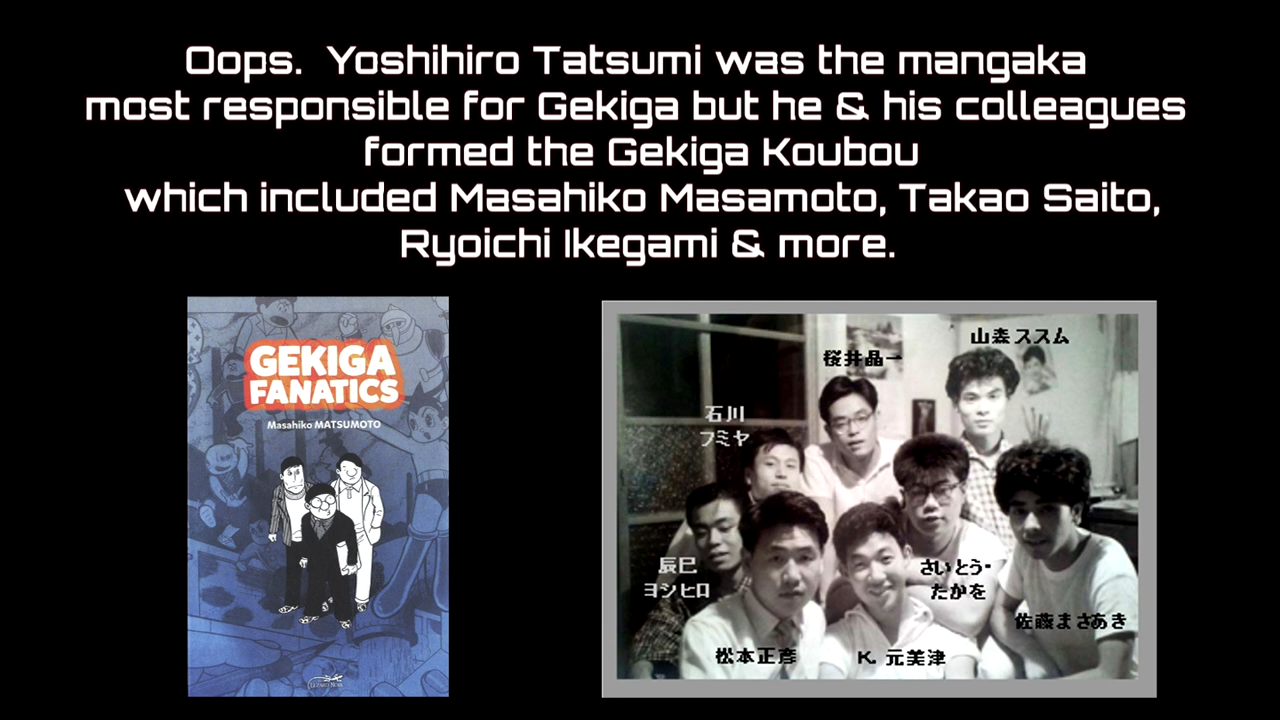 Oops. Yoshihiro Tatsumi was the mangaka
most responsible for Gekiga but he & his colleagues
formed the Gekiga Koubou
which included Masahiko Masamoto, Takao Saito,
Ryoichi Ikegami & more.
GEKIGA
FANATICS
Masahiko MATSUMOTO
山森ススム
桜井昌一
石川
フミヤ
辰巳
ヨシヒロ
さいとう・
たかを
佐藤まさあき
松本正彦
K. 元美津